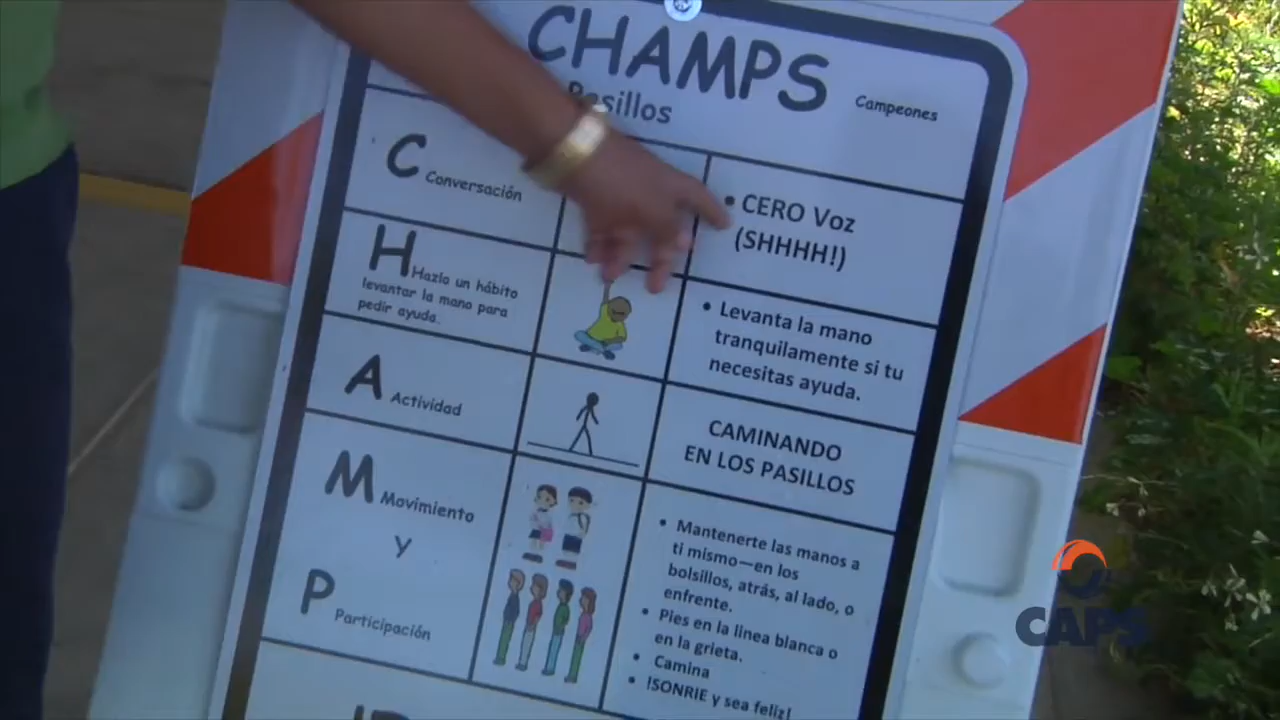 CHAMPS
Pasillos
Campeones
C Conversación
• CERO Voz
(SHHHH!)
H Hazlo un hábito
levantar la mano para
pedir ayuda.
• Levanta la mano
tranquilamente si tu
necesitas ayuda.
A Actividad
CAMINANDO
EN LOS PASILLOS
M Movimiento
y
P Participación
• Mantenerte las manos a
ti mismo—en los
bolsillos, atrás, al lado, o
enfrente.
• Pies en la linea blanca o
en la grieta.
• Camina
• !SONRIE y sea feliz!
CAPS